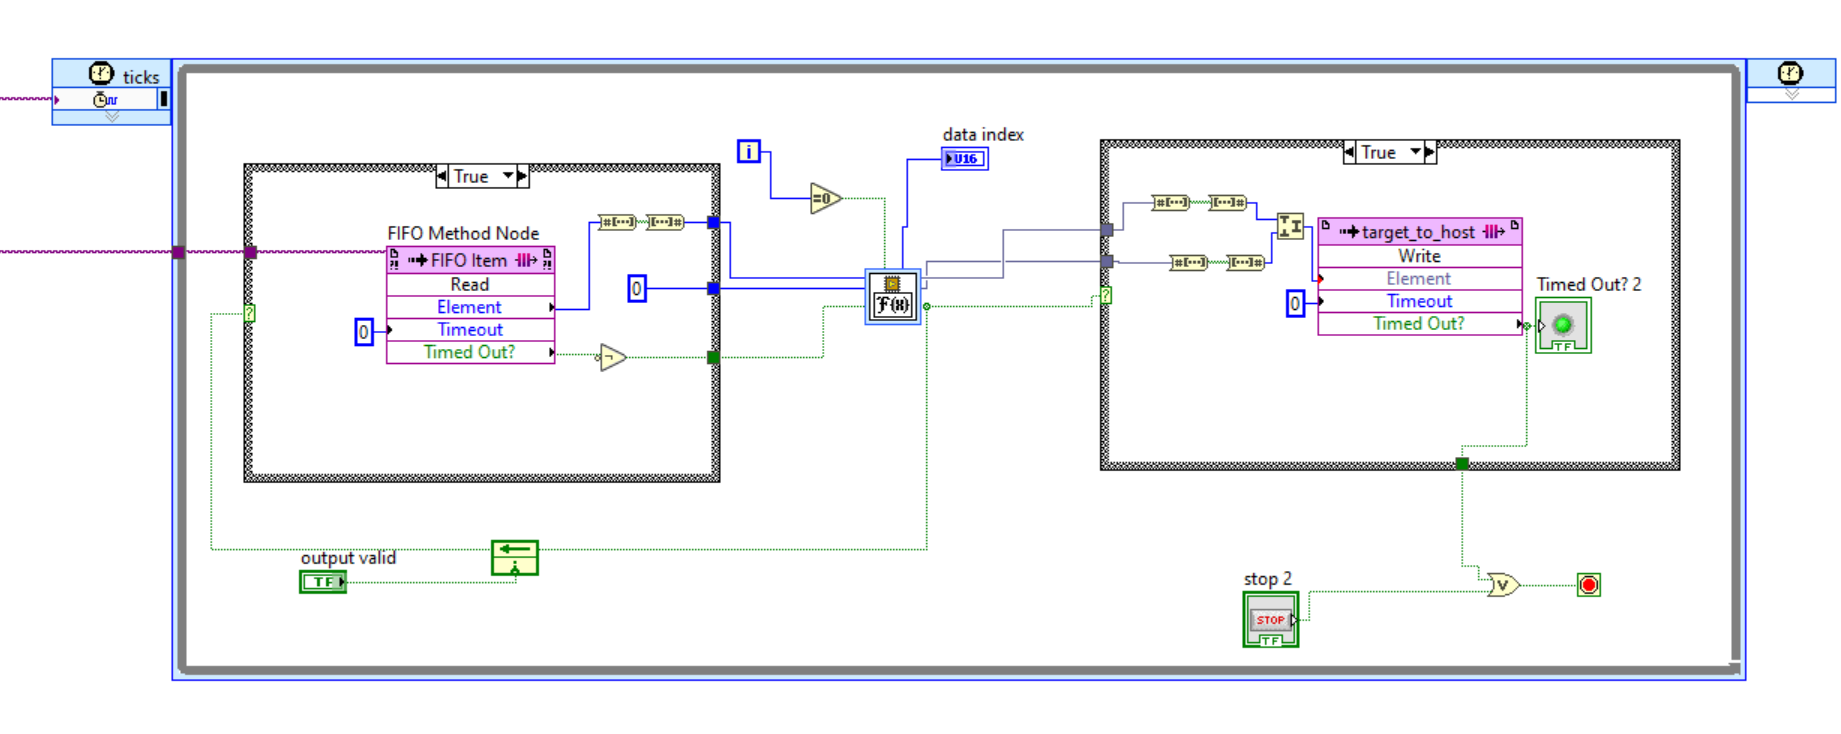 ticks
True
FIFO Method Node
FIFO Item
Read
Element
0
Timeout
Timed Out?
#[...]
[...]#
0
i
=0
data index
U16
F(x)
output valid
TF
True
#[...]
[...]#
#[...]
[...]#
target_to_host
Write
Element
0
Timeout
Timed Out?
Timed Out? 2
TF
stop 2
STOP
TF
V